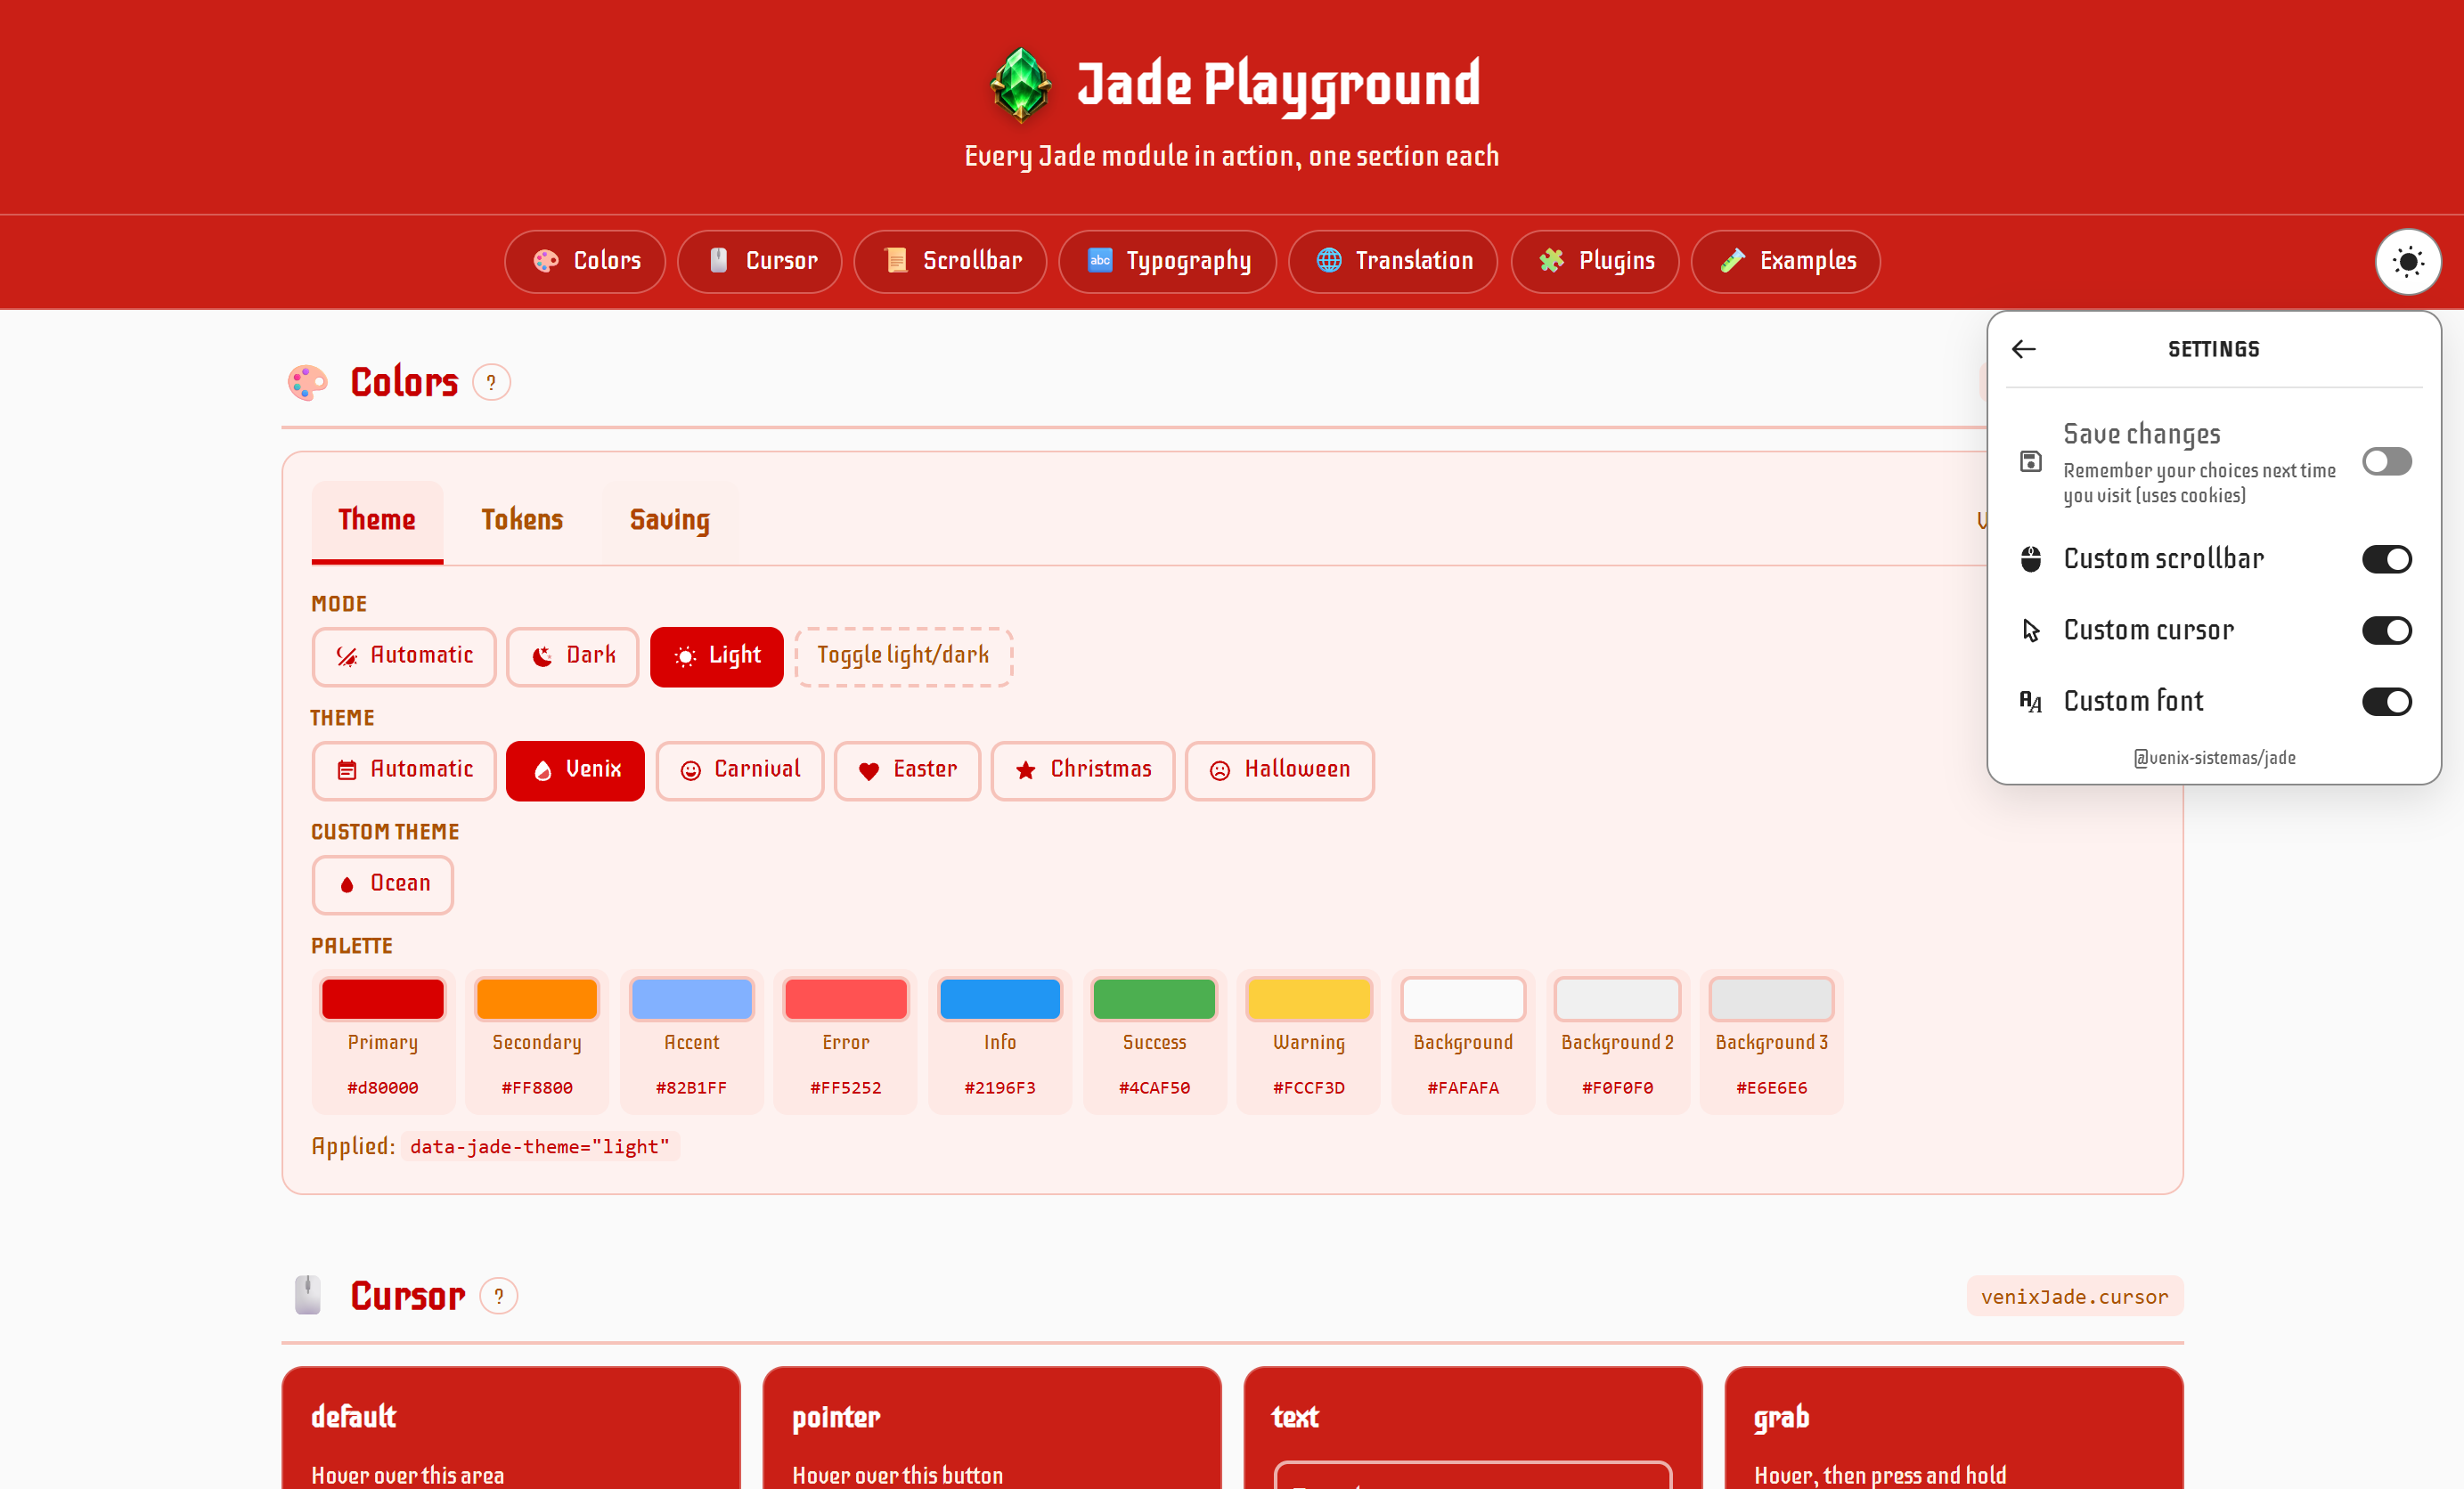 Jade Playground
Every Jade module in action, one section each
Colors
Cursor
Scrollbar
abc
Typography
Translation
Plugins
Examples
Colors
?
SETTINGS
Save changes
Remember your choices next time
you visit (uses cookies)
Custom scrollbar
Custom cursor
Custom font
@venix-sistemas/jade
Theme
Tokens
Saving
MODE
Automatic
Dark
Light
Toggle light/dark
THEME
Automatic
Venix
Carnival
Easter
Christmas
Halloween
CUSTOM THEME
Ocean
PALETTE
Primary
Secondary
Accent
Error
Info
Success
Warning
Background
Background 2
Background 3
#d80000
#FF8800
#82B1FF
#FF5252
#2196F3
#4CAF50
#FCCF3D
#FAFAFA
#F0F0F0
#E6E6E6
Applied: data-jade-theme="light"
Cursor
?
venixJade.cursor
default
pointer
text
grab
Hover over this area
Hover over this button
Hover, then press and hold